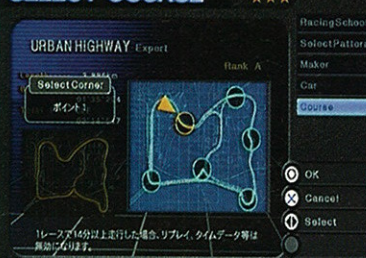 SELECT COURSE
URBAN HIGHWAY Expert
Rank A
Select Corner
ポイント1
1レースで14分以上走行した場合、リプレイ、タイムデータ等は
無効になります。
RacingSchool
SelectPattern
Maker
Car
Course
OK
Cancel
Select